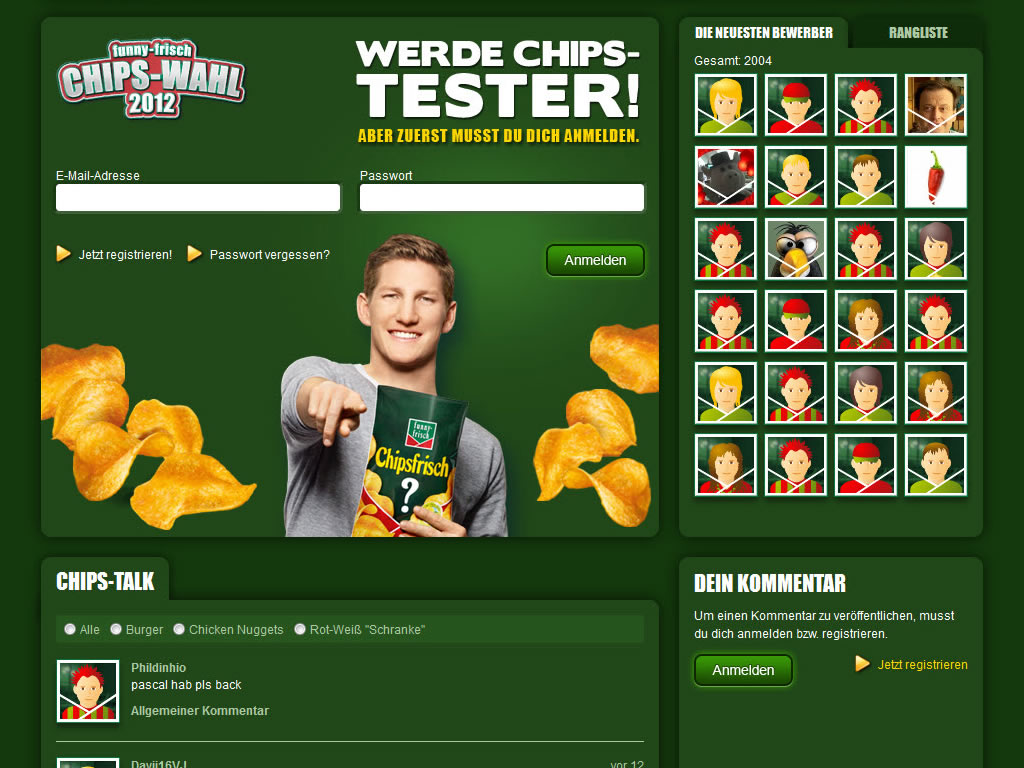 funny-frisch
CHIPS-WAHL
2012
WERDE CHIPS-
TESTER!
ABER ZUERST MUSST DU DICH ANMELDEN.
E-Mail-Adresse
Passwort
Jetzt registrieren!
Passwort vergessen?
Anmelden
funny-
frisch
Chipsfrisch
?
DIE NEUESTEN BEWERBER
RANGLISTE
Gesamt: 2004
CHIPS-TALK
Alle
Burger
Chicken Nuggets
Rot-Weiß "Schranke"
Phildinhio
pascal hab pls back
Allgemeiner Kommentar
vor 12
DEIN KOMMENTAR
Um einen Kommentar zu veröffentlichen, musst
du dich anmelden bzw. registrieren.
Anmelden
Jetzt registrieren